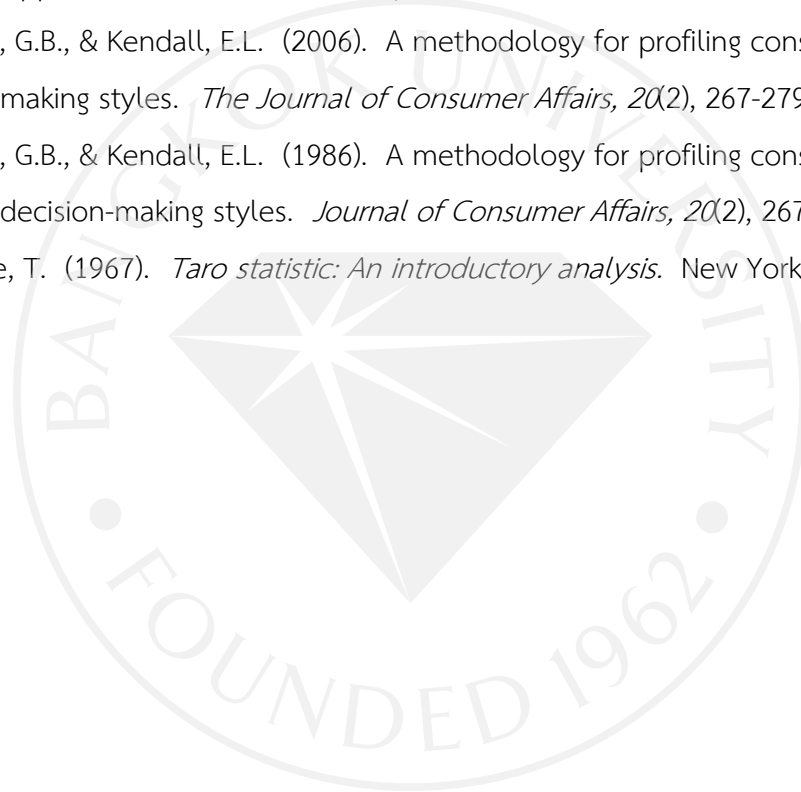 , G.B., & Kendall, E.L. (2006). A methodology for profiling cons
making styles. The Journal of Consumer Affairs, 20(2), 267-279
, G.B., & Kendall, E.L. (1986). A methodology for profiling cons
decision-making styles. Journal of Consumer Affairs, 20(2), 267
e, T. (1967). Taro statistic: An introductory analysis. New York
BANGKOK UNIVERSITY
• FOUNDED 1962 •